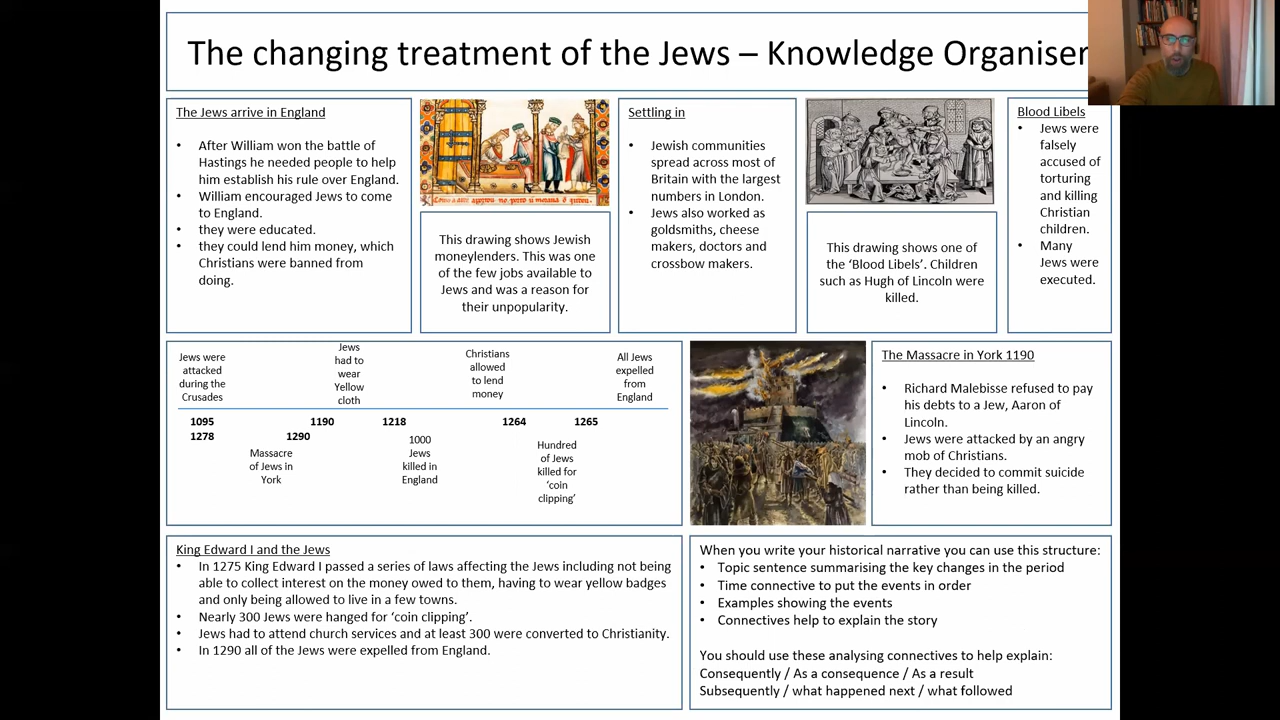 The changing treatment of the Jews – Knowledge Organiser
The Jews arrive in England
• After William won the battle of
Hastings he needed people to help
him establish his rule over England.
• William encouraged Jews to come
to England.
• they were educated.
• they could lend him money, which
Christians were banned from
doing.
This drawing shows Jewish
moneylenders. This was one
of the few jobs available to
Jews and was a reason for
their unpopularity.
Settling in
• Jewish communities
spread across most of
Britain with the largest
numbers in London.
• Jews also worked as
goldsmiths, cheese
makers, doctors and
crossbow makers.
This drawing shows one of
the ‘Blood Libels’. Children
such as Hugh of Lincoln were
killed.
Blood Libels
• Jews were
falsely
accused of
torturing
and killing
Christian
children.
• Many
Jews were
executed.
Jews were
attacked
during the
Crusades
Jews
had to
wear
Yellow
cloth
Christians
allowed
to lend
money
All Jews
expelled
from
England
1095 1190 1218 1264 1265
1278 1290
Massacre
of Jews in
York
1000
Jews
killed in
England
Hundred
of Jews
killed for
‘coin
clipping’
The Massacre in York 1190
• Richard Malebisse refused to pay
his debts to a Jew, Aaron of
Lincoln.
• Jews were attacked by an angry
mob of Christians.
• They decided to commit suicide
rather than being killed.
King Edward I and the Jews
• In 1275 King Edward I passed a series of laws affecting the Jews including not being
able to collect interest on the money owed to them, having to wear yellow badges
and only being allowed to live in a few towns.
• Nearly 300 Jews were hanged for ‘coin clipping’.
• Jews had to attend church services and at least 300 were converted to Christianity.
• In 1290 all of the Jews were expelled from England.
When you write your historical narrative you can use this structure:
• Topic sentence summarising the key changes in the period
• Time connective to put the events in order
• Examples showing the events
• Connectives help to explain the story
You should use these analysing connectives to help explain:
Consequently / As a consequence / As a result
Subsequently / what happened next / what followed